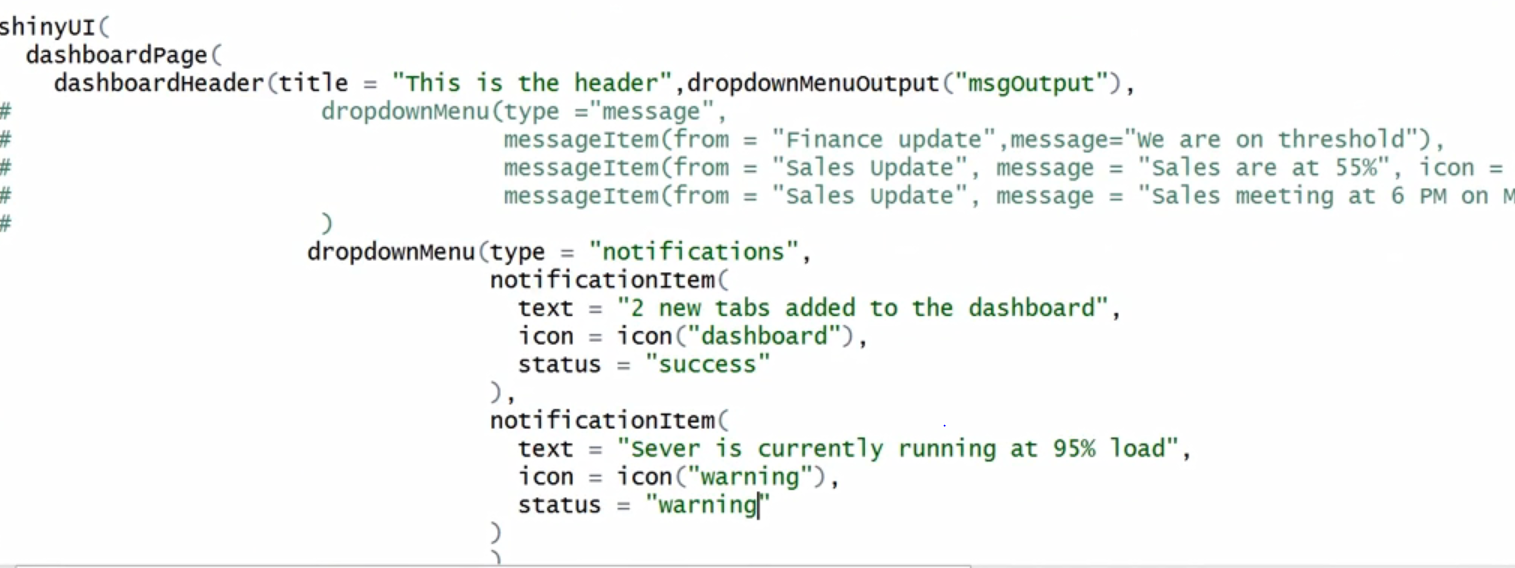 shinyUI(
  dashboardPage(
    dashboardHeader(title = "This is the header",dropdownMenuOutput("msgOutput"),
#                      dropdownMenu(type ="message",
#                                   messageItem(from = "Finance update",message="We are on threshold"),
#                                   messageItem(from = "Sales Update", message = "Sales are at 55%", icon =
#                                   messageItem(from = "Sales Update", message = "Sales meeting at 6 PM on M
#                      )
                      dropdownMenu(type = "notifications",
                                   notificationItem(
                                     text = "2 new tabs added to the dashboard",
                                     icon = icon("dashboard"),
                                     status = "success"
                                   ),
                                   notificationItem(
                                     text = "Sever is currently running at 95% load",
                                     icon = icon("warning"),
                                     status = "warning"
                                   )
                                   )